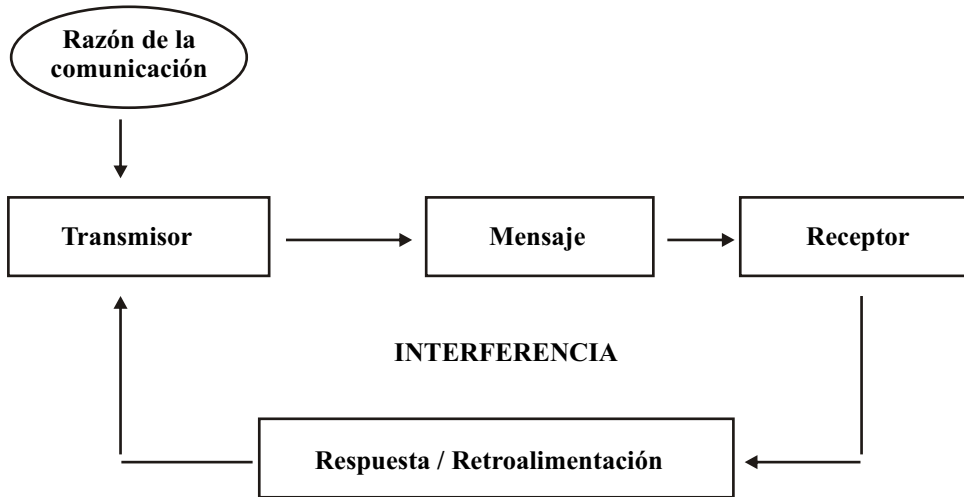 Razón de la
comunicación
Transmisor
Mensaje
Receptor
INTERFERENCIA
Respuesta / Retroalimentación